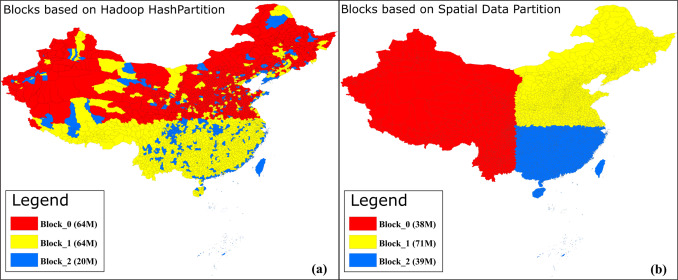 Blocks based on Hadoop HashPartition
Legend
Block_0 (64M)
Block_1 (64M)
Block_2 (20M)
(a)
Blocks based on Spatial Data Partition
Legend
Block_0 (38M)
Block_1 (71M)
Block_2 (39M)
(b)